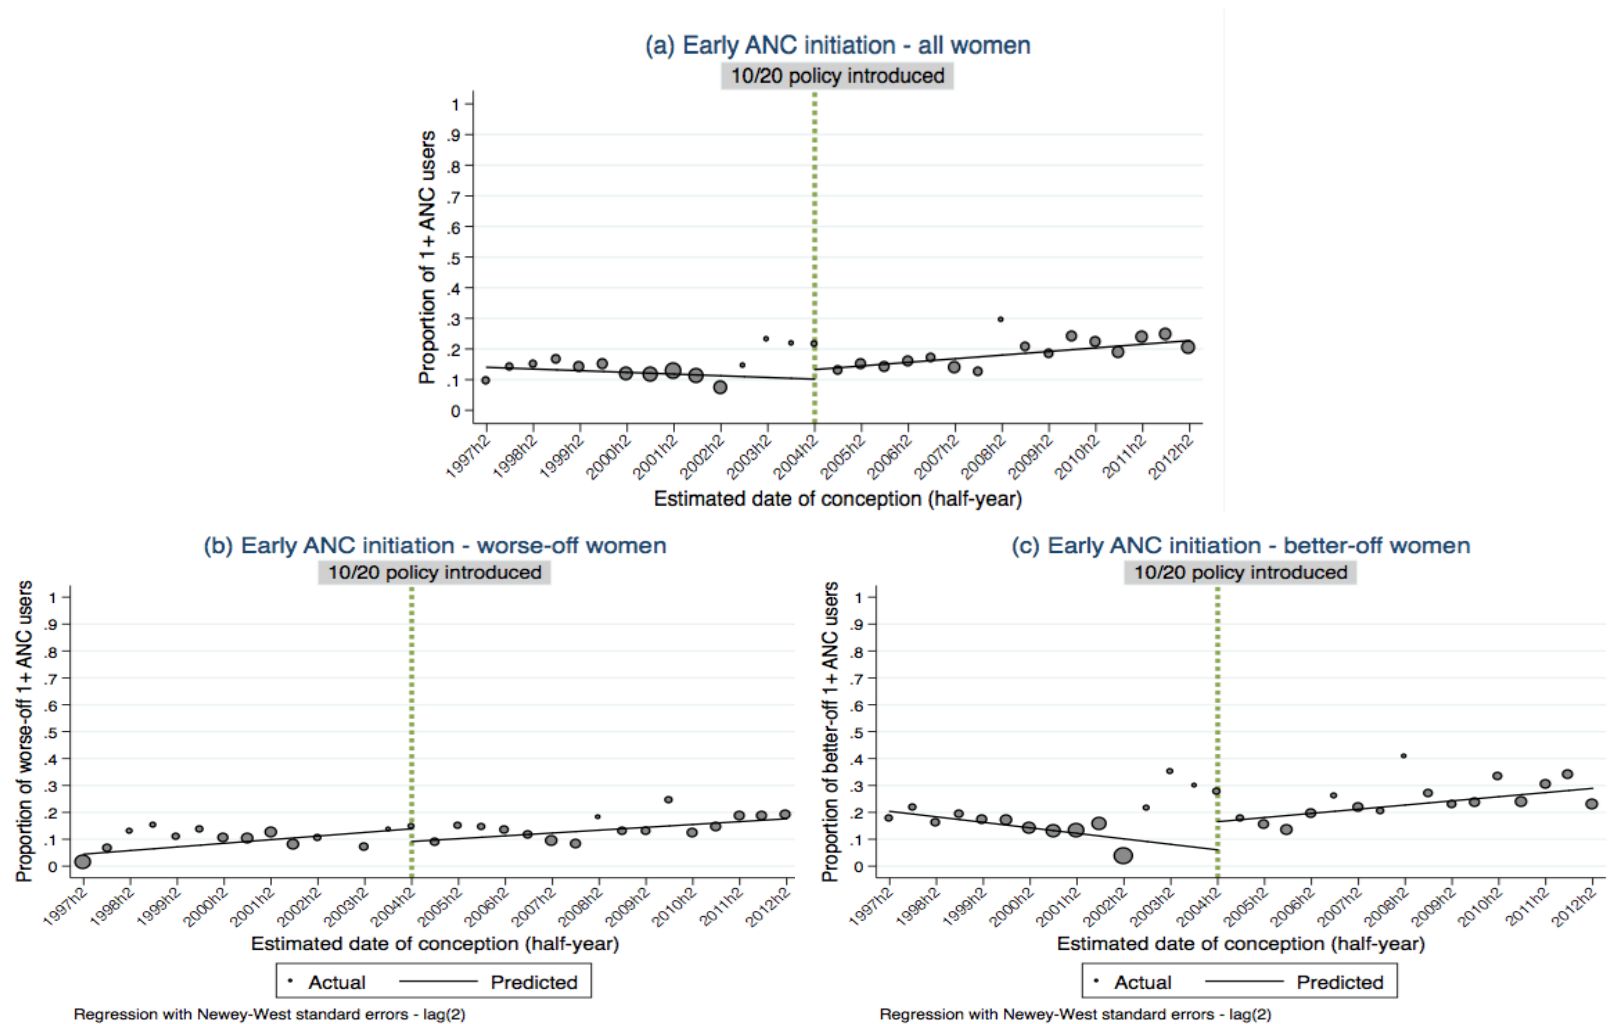 (a) Early ANC initiation - all women
10/20 policy introduced
Proportion of 1+ ANC users
1
.9
.8
.7
.6
.5
.4
.3
.2
.1
0
1997h2
1998h2
1999h2
2000h2
2001h2
2002h2
2003h2
2004h2
2005h2
2006h2
2007h2
2008h2
2009h2
2010h2
2011h2
2012h2
Estimated date of conception (half-year)
(b) Early ANC initiation - worse-off women
10/20 policy introduced
Proportion of worse-off 1+ ANC users
1
.9
.8
.7
.6
.5
.4
.3
.2
.1
0
1997h2
1998h2
1999h2
2000h2
2001h2
2002h2
2003h2
2004h2
2005h2
2006h2
2007h2
2008h2
2009h2
2010h2
2011h2
2012h2
Estimated date of conception (half-year)
Actual
Predicted
Regression with Newey-West standard errors - lag(2)
(c) Early ANC initiation - better-off women
10/20 policy introduced
Proportion of better-off 1+ ANC users
1
.9
.8
.7
.6
.5
.4
.3
.2
.1
0
1997h2
1998h2
1999h2
2000h2
2001h2
2002h2
2003h2
2004h2
2005h2
2006h2
2007h2
2008h2
2009h2
2010h2
2011h2
2012h2
Estimated date of conception (half-year)
Actual
Predicted
Regression with Newey-West standard errors - lag(2)